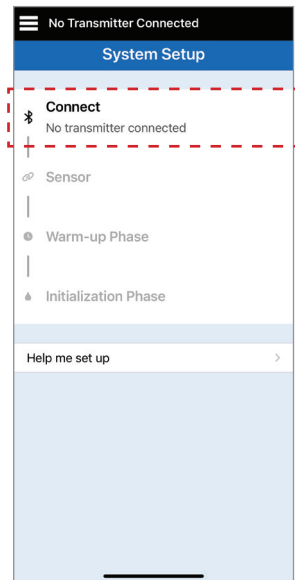 No Transmitter Connected
System Setup
Connect
No transmitter connected
Sensor
Warm-up Phase
Initialization Phase
Help me set up